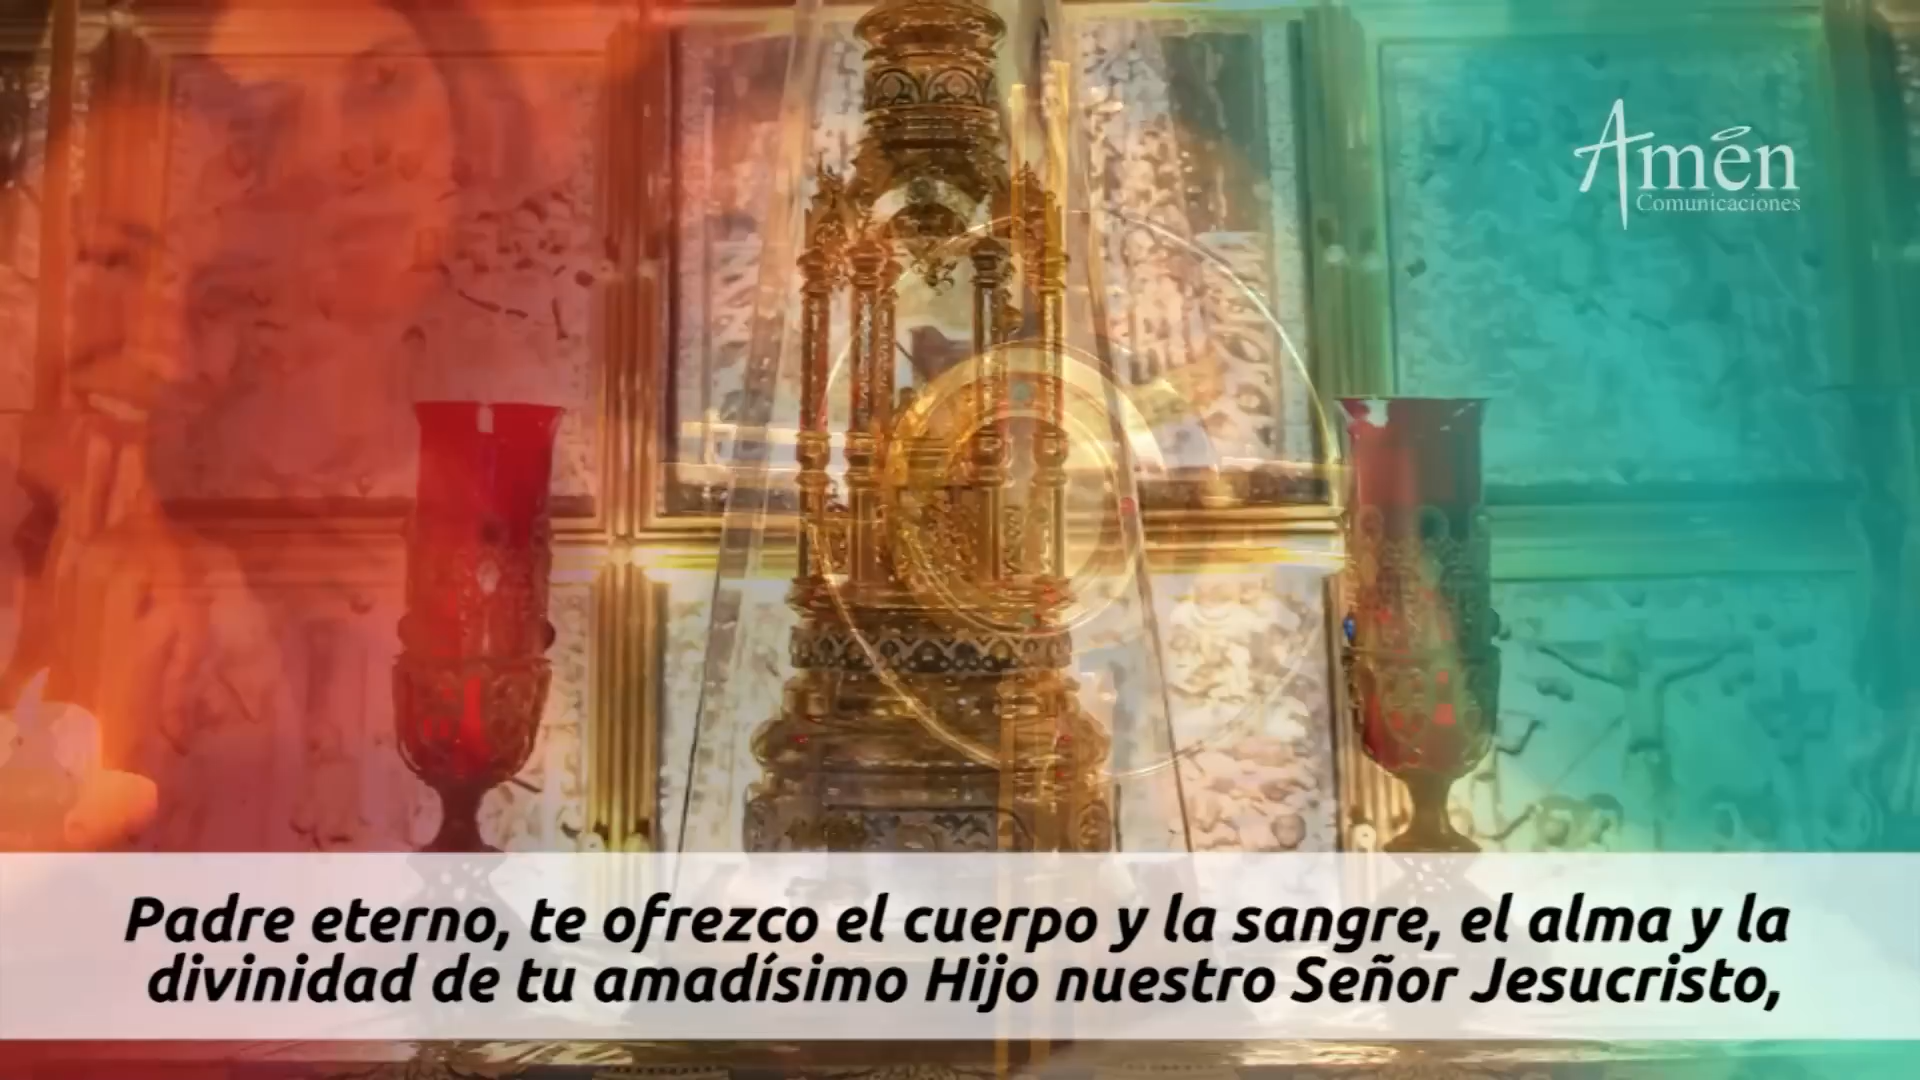 Amén
Comunicaciones
Padre eterno, te ofrezco el cuerpo y la sangre, el alma y la
divinidad de tu amadísimo Hijo nuestro Señor Jesucristo,